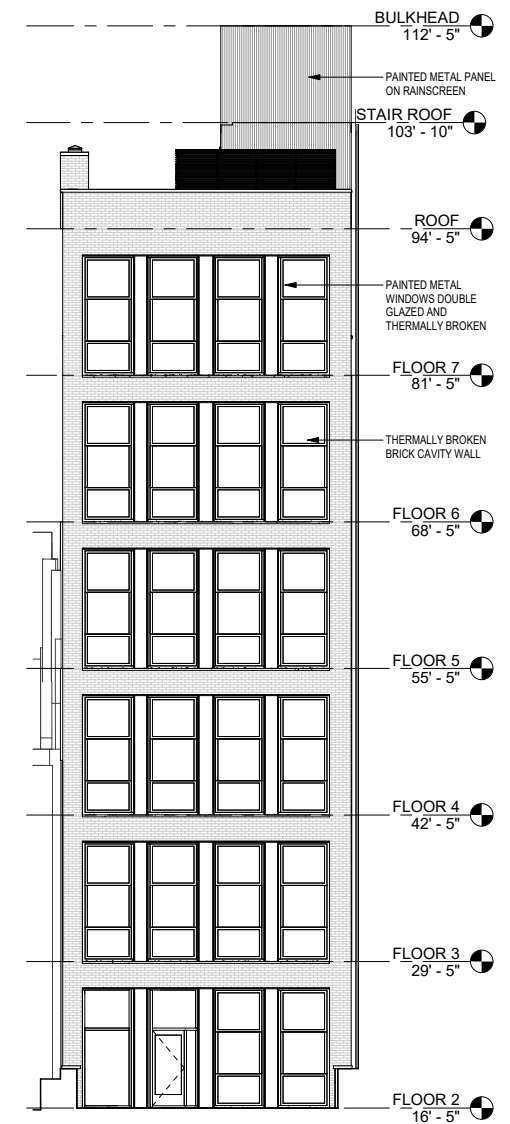 BULKHEAD
112' - 5"
PAINTED METAL PANEL
ON RAINSCREEN
STAIR ROOF
103' - 10"
ROOF
94' - 5"
PAINTED METAL
WINDOWS DOUBLE
GLAZED AND
THERMALLY BROKEN
FLOOR 7
81' - 5"
THERMALLY BROKEN
BRICK CAVITY WALL
FLOOR 6
68' - 5"
FLOOR 5
55' - 5"
FLOOR 4
42' - 5"
FLOOR 3
29' - 5"
FLOOR 2
16' - 5"